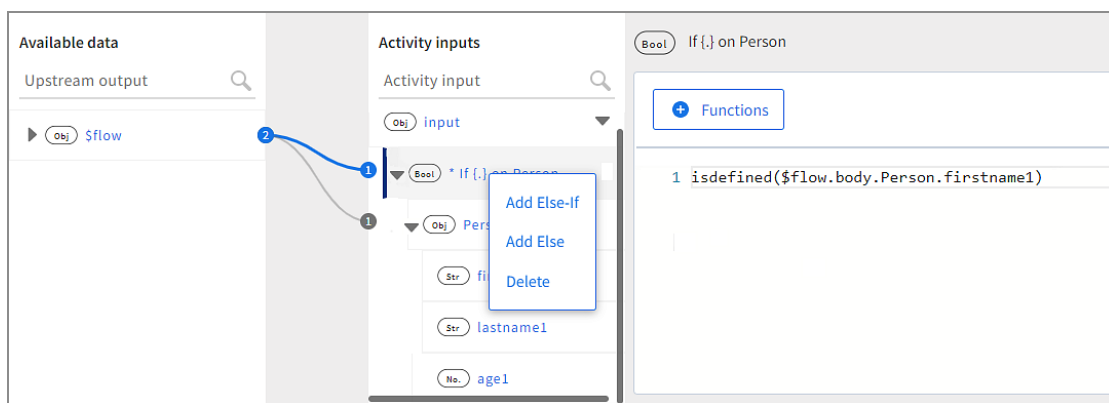 Available data
Upstream output
Obj $flow
2
Activity inputs
Activity input
Obj input
1 Bool * If {.} on Person
1 Obj Pers
Str fi
Str lastname1
No. age1
Add Else-If
Add Else
Delete
Bool If {.} on Person
Functions
1 isdefined($flow.body.Person.firstname1)